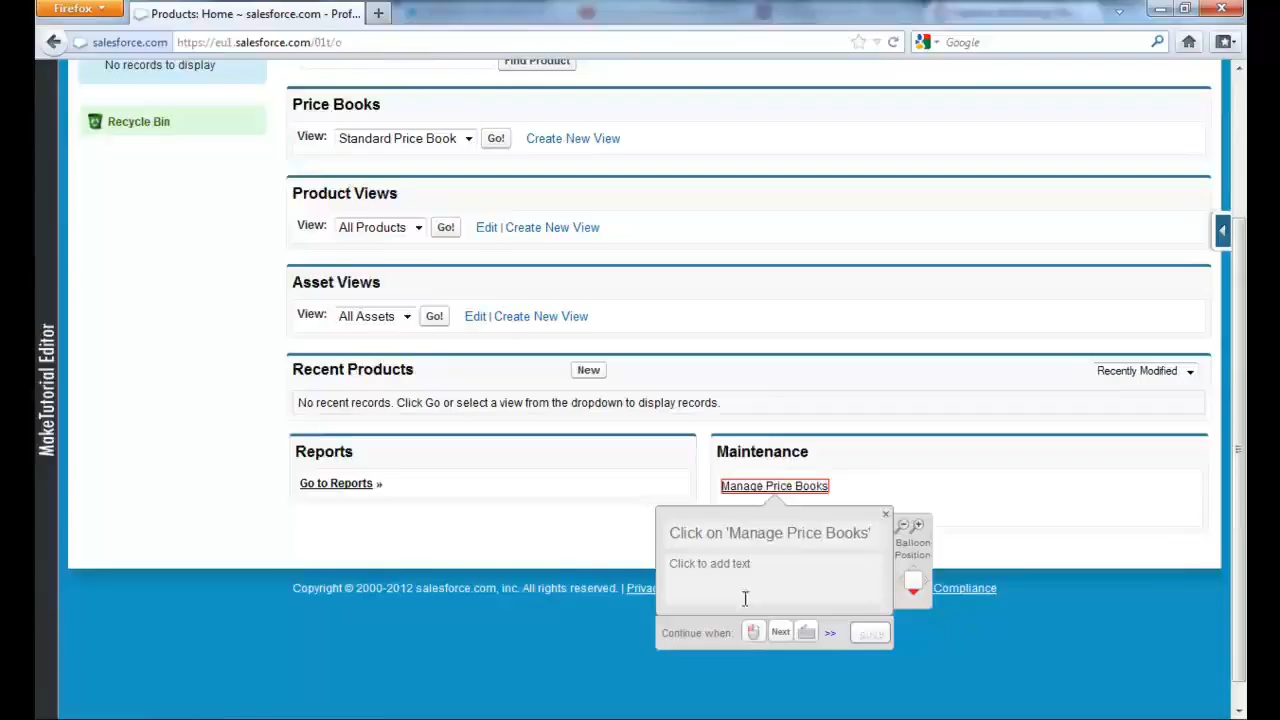 Firefox
Products: Home ~ salesforce.com - Prof...
salesforce.com https://eu1.salesforce.com/01t/o
Google
No records to display
Find Product
Recycle Bin
Price Books
View: Standard Price Book Go! Create New View
Product Views
View: All Products Go! Edit | Create New View
Asset Views
View: All Assets Go! Edit | Create New View
Recent Products New Recently Modified
No recent records. Click Go or select a view from the dropdown to display records.
Reports
Go to Reports »
Maintenance
Manage Price Books
Click on 'Manage Price Books'
Click to add text
Balloon
Position
Continue when: Next >> save
Copyright © 2000-2012 salesforce.com, inc. All rights reserved. | Privac
Compliance
MakeTutorial Editor